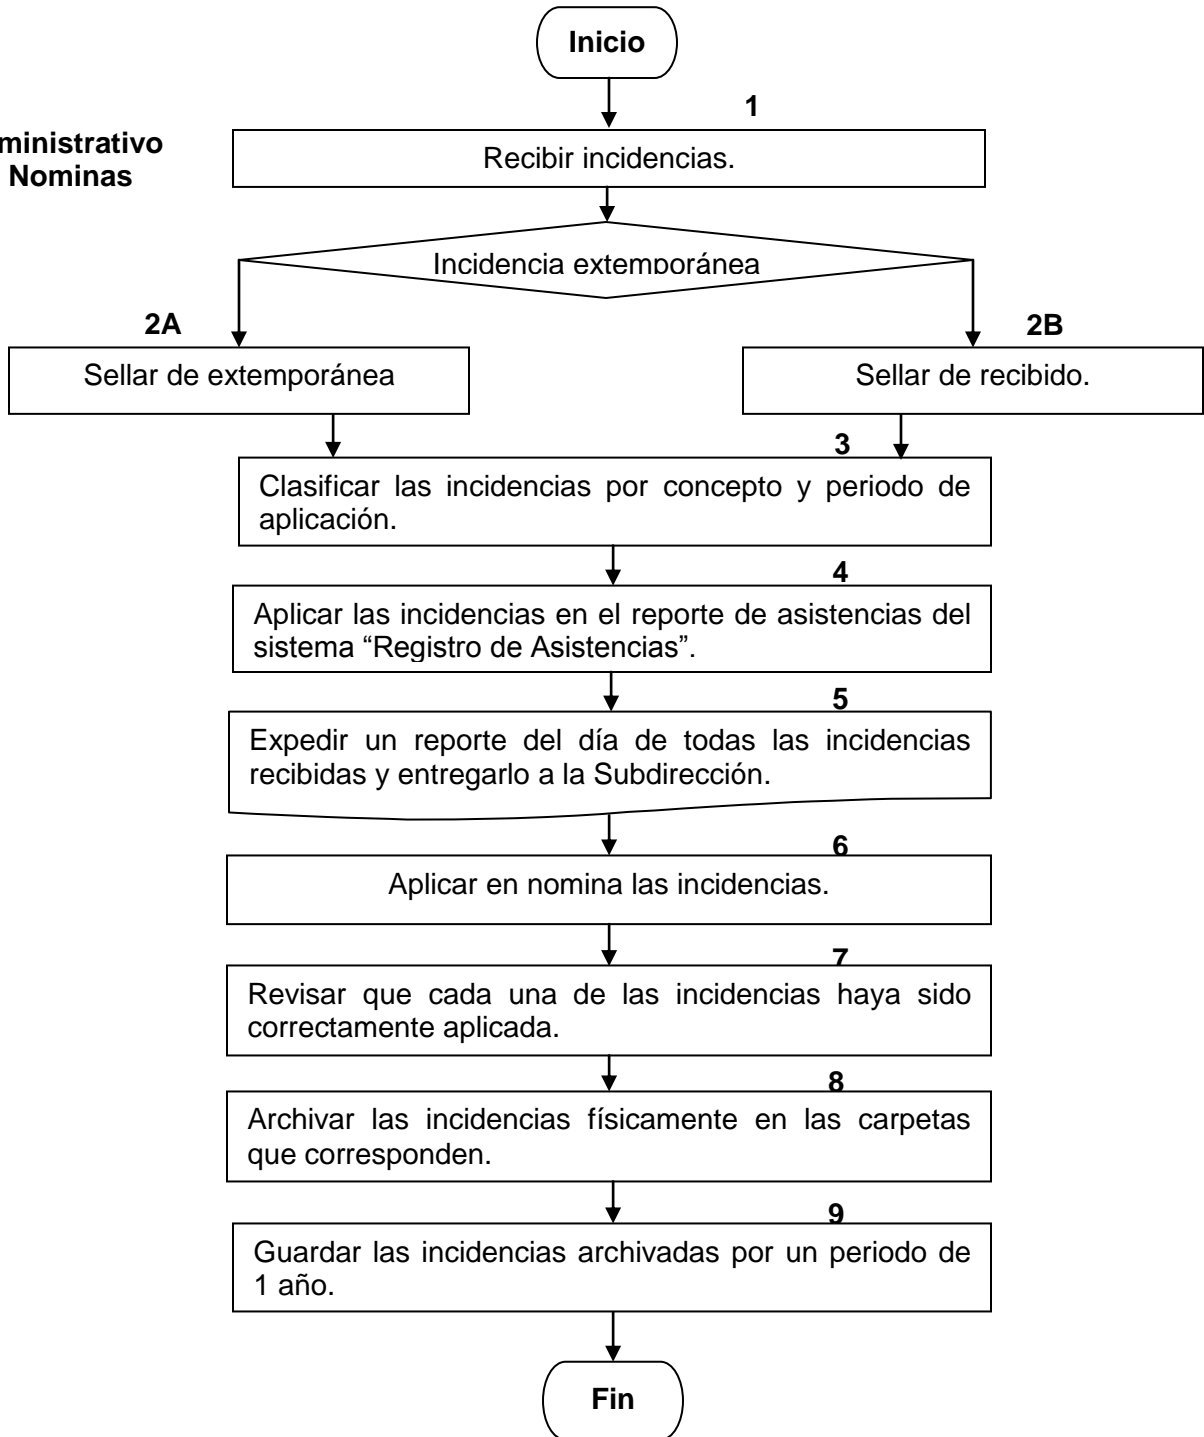 Inicio
1
ministrativo
Nominas
Recibir incidencias.
Incidencia extemporánea
2A
2B
Sellar de extemporánea
Sellar de recibido.
3
Clasificar las incidencias por concepto y periodo de
aplicación.
4
Aplicar las incidencias en el reporte de asistencias del
sistema “Registro de Asistencias”.
5
Expedir un reporte del día de todas las incidencias
recibidas y entregarlo a la Subdirección.
6
Aplicar en nomina las incidencias.
7
Revisar que cada una de las incidencias haya sido
correctamente aplicada.
8
Archivar las incidencias físicamente en las carpetas
que corresponden.
9
Guardar las incidencias archivadas por un periodo de
1 año.
Fin